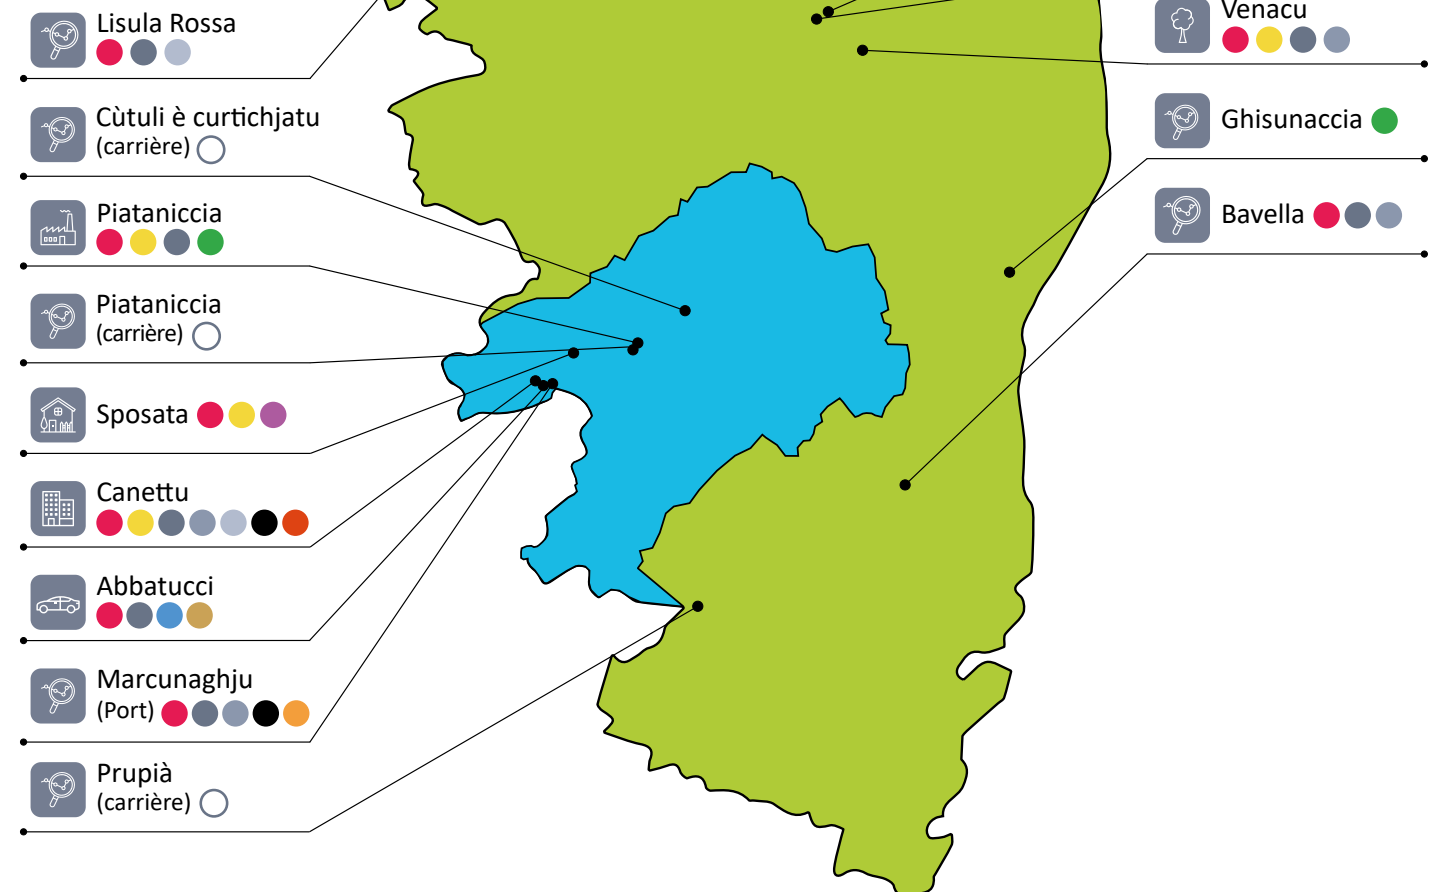 Lisula Rossa
Cùtuli è curtichjatu
(carrière)
Piataniccia
Piataniccia
(carrière)
Sposata
Canettu
Abbatucci
Marcunaghju
(Port)
Prupià
(carrière)
Venacu
Ghisunaccia
Bavella